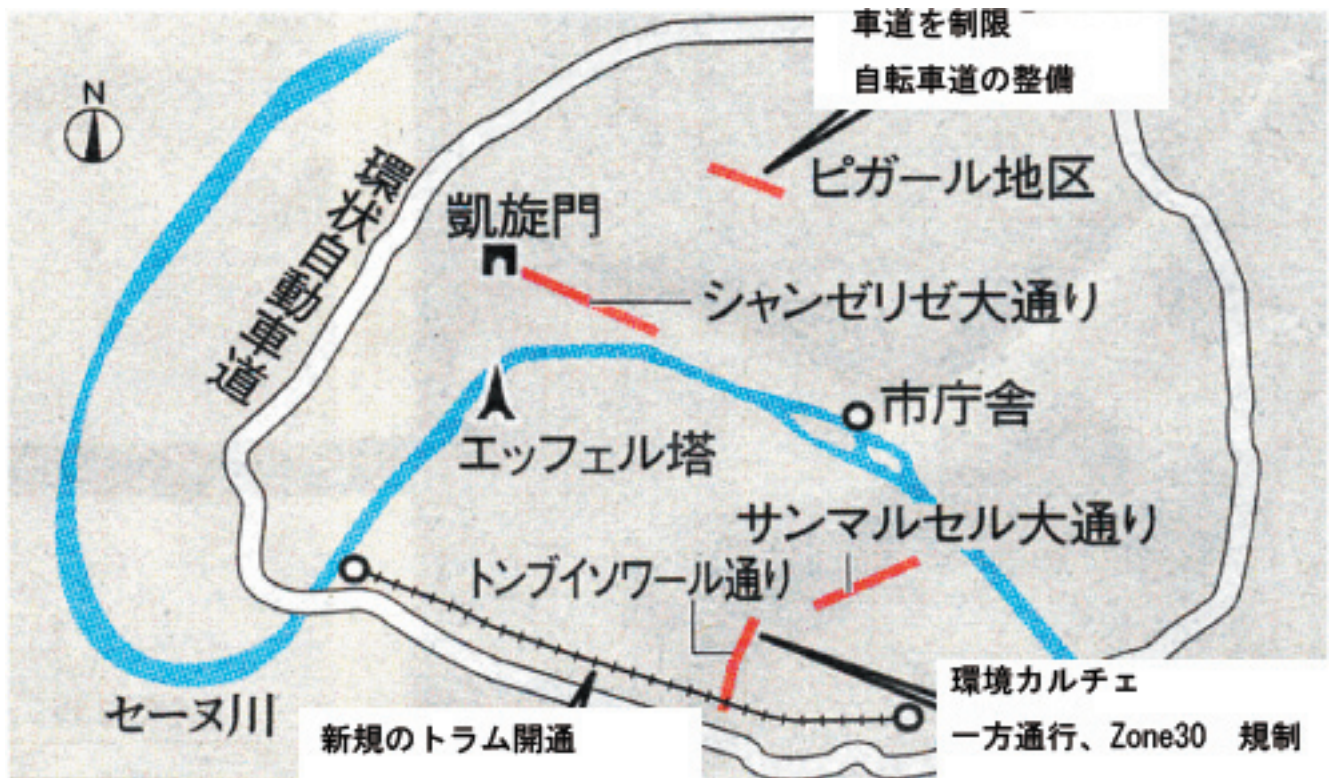 車道を制限
自転車道の整備
N
環状自動車道
ピガール地区
凱旋門
シャンゼリゼ大通り
市庁舎
エッフェル塔
サンマルセル大通り
トンブイソワール通り
環境カルチェ
一方通行、Zone30　規制
セーヌ川
新規のトラム開通